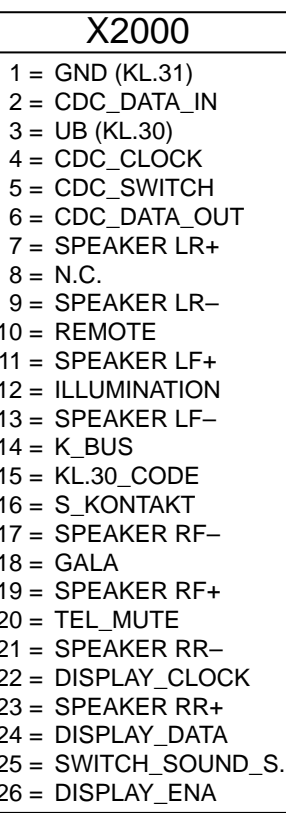 X2000
1 = GND (KL.31)
2 = CDC_DATA_IN
3 = UB (KL.30)
4 = CDC_CLOCK
5 = CDC_SWITCH
6 = CDC_DATA_OUT
7 = SPEAKER LR+
8 = N.C.
9 = SPEAKER LR–
10 = REMOTE
11 = SPEAKER LF+
12 = ILLUMINATION
13 = SPEAKER LF–
14 = K_BUS
15 = KL.30_CODE
16 = S_KONTAKT
17 = SPEAKER RF–
18 = GALA
19 = SPEAKER RF+
20 = TEL_MUTE
21 = SPEAKER RR–
22 = DISPLAY_CLOCK
23 = SPEAKER RR+
24 = DISPLAY_DATA
25 = SWITCH_SOUND_S.
26 = DISPLAY_ENA